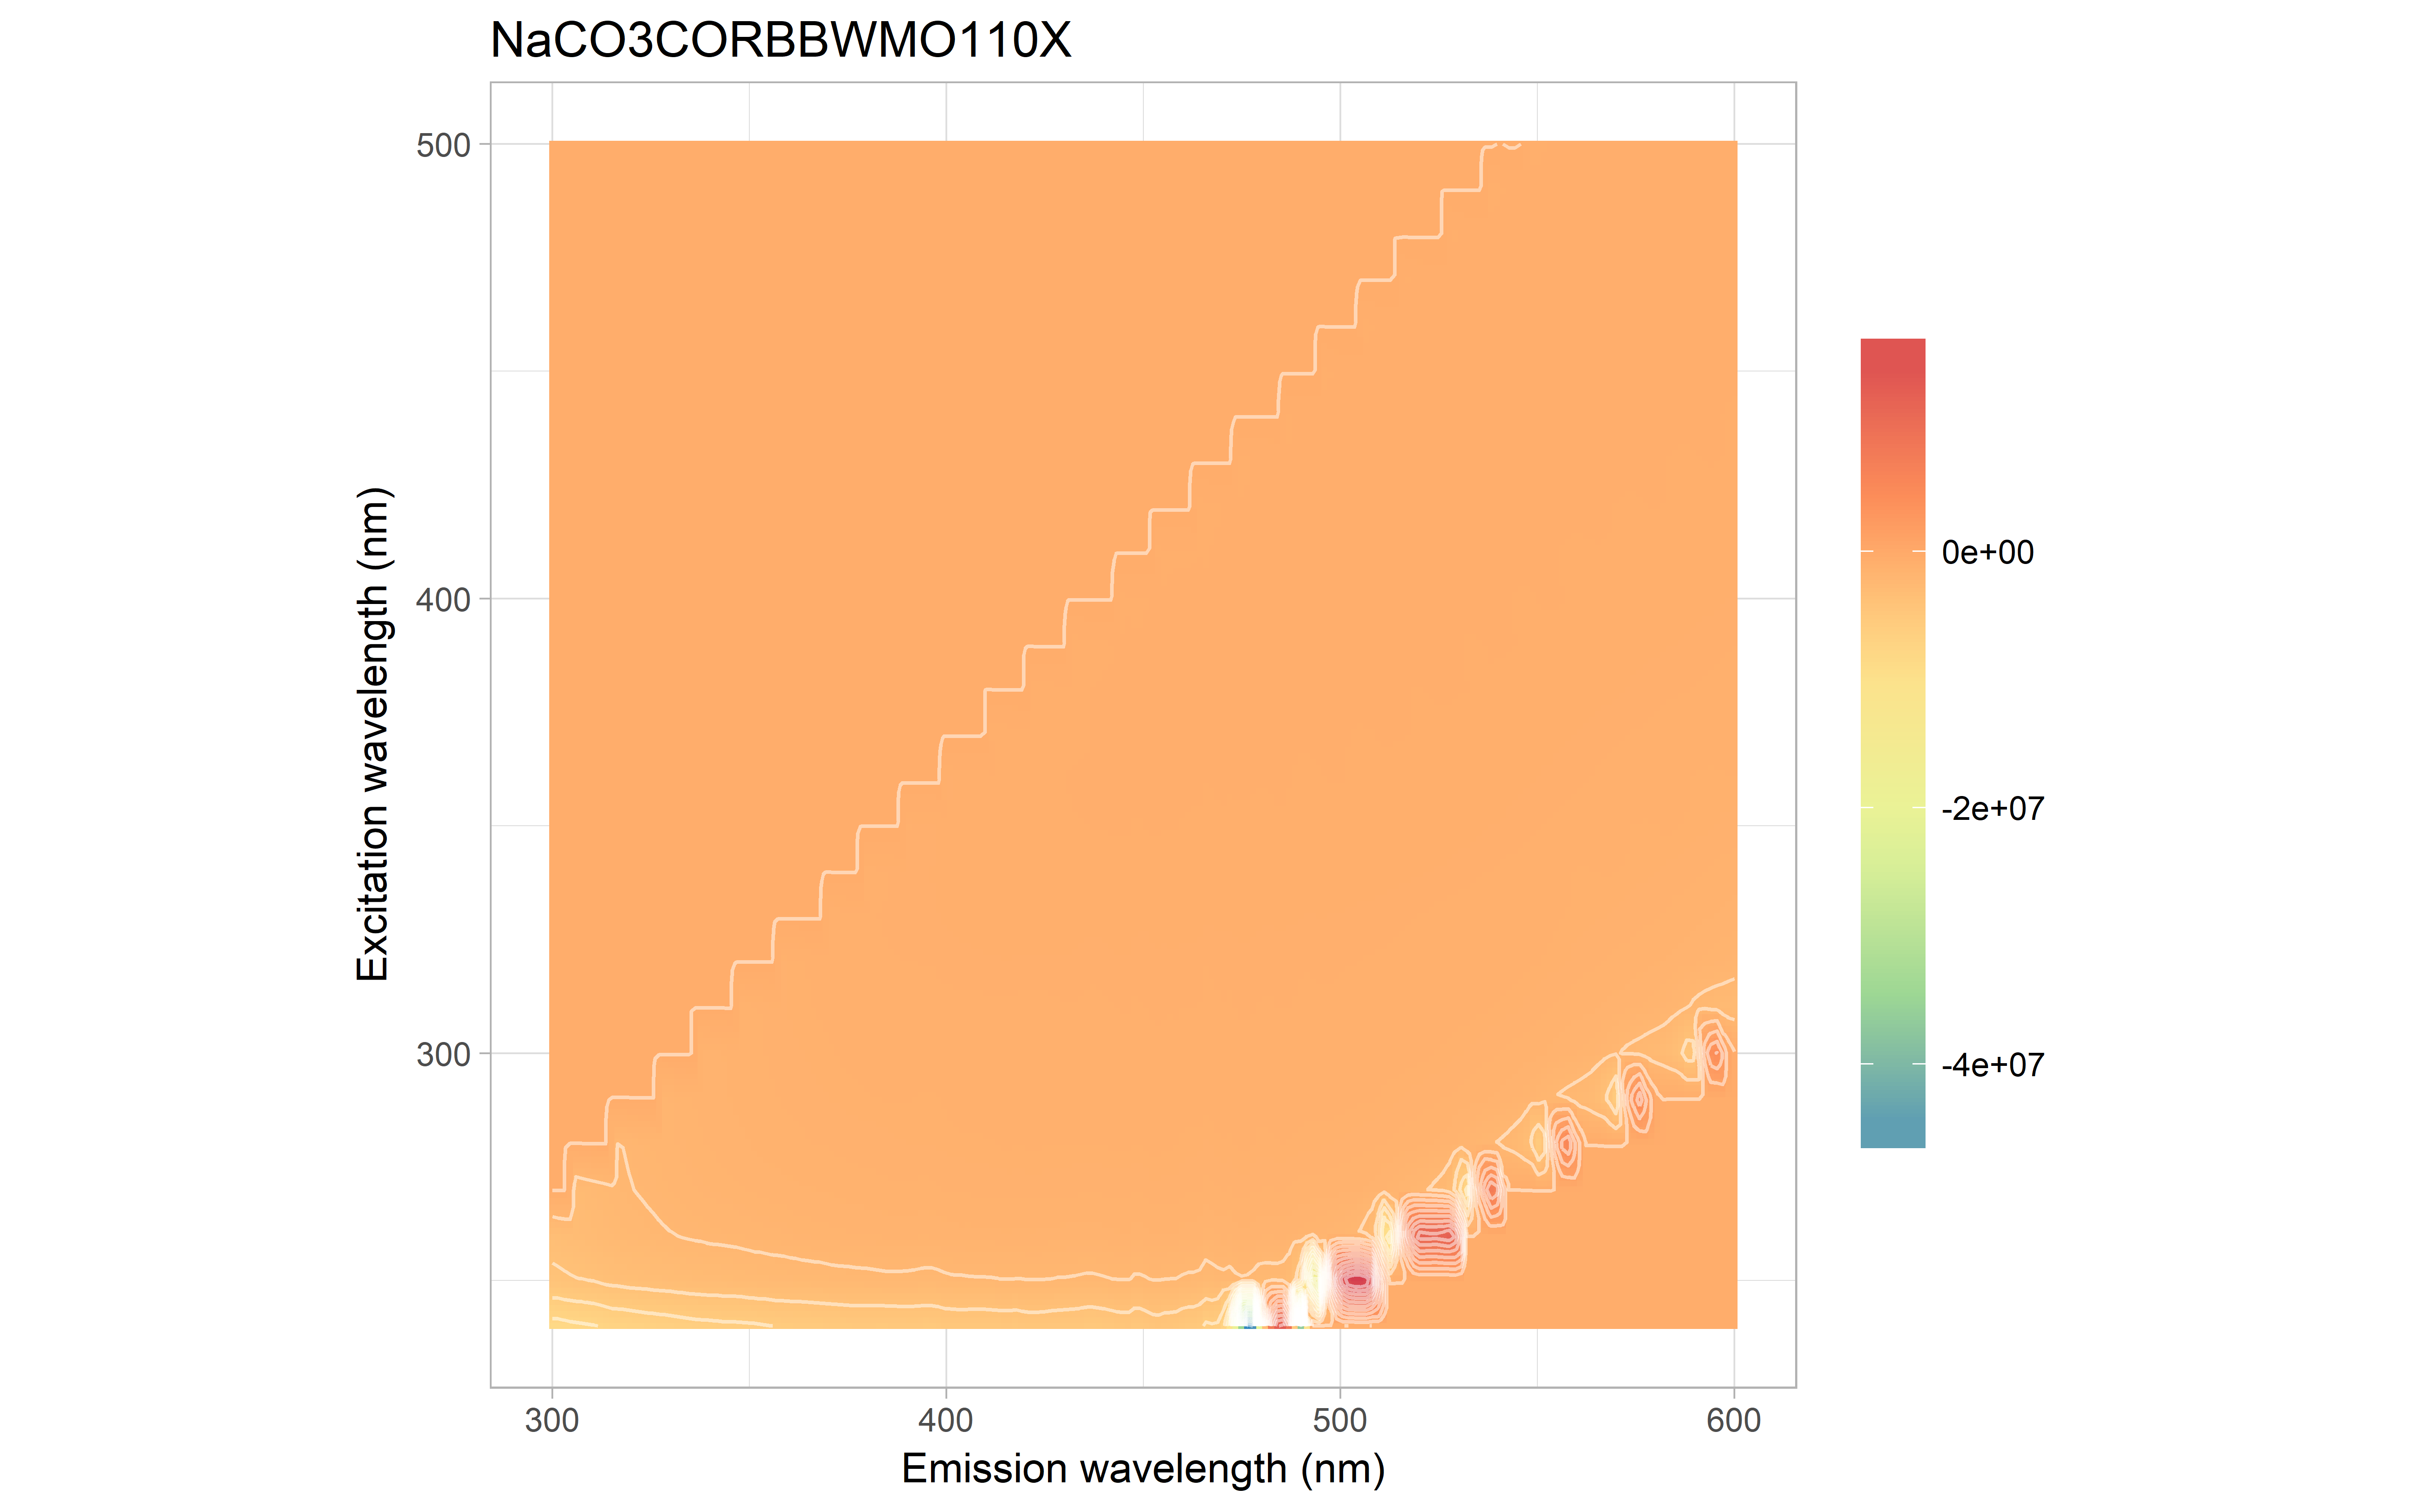 NaCO3CORBBWMO110X
500
400
300
Excitation wavelength (nm)
300
400
500
600
Emission wavelength (nm)
0e+00
-2e+07
-4e+07